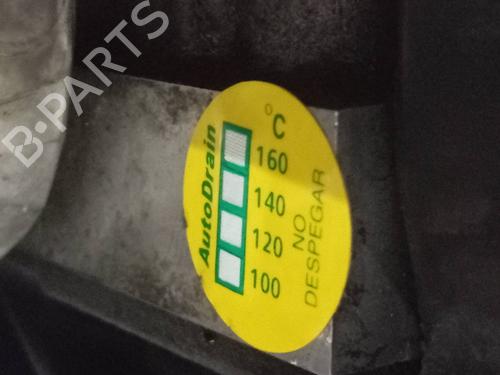 B-PARTS
°C
AutoDrain
160
140
120
100
NO
DESPEGAR